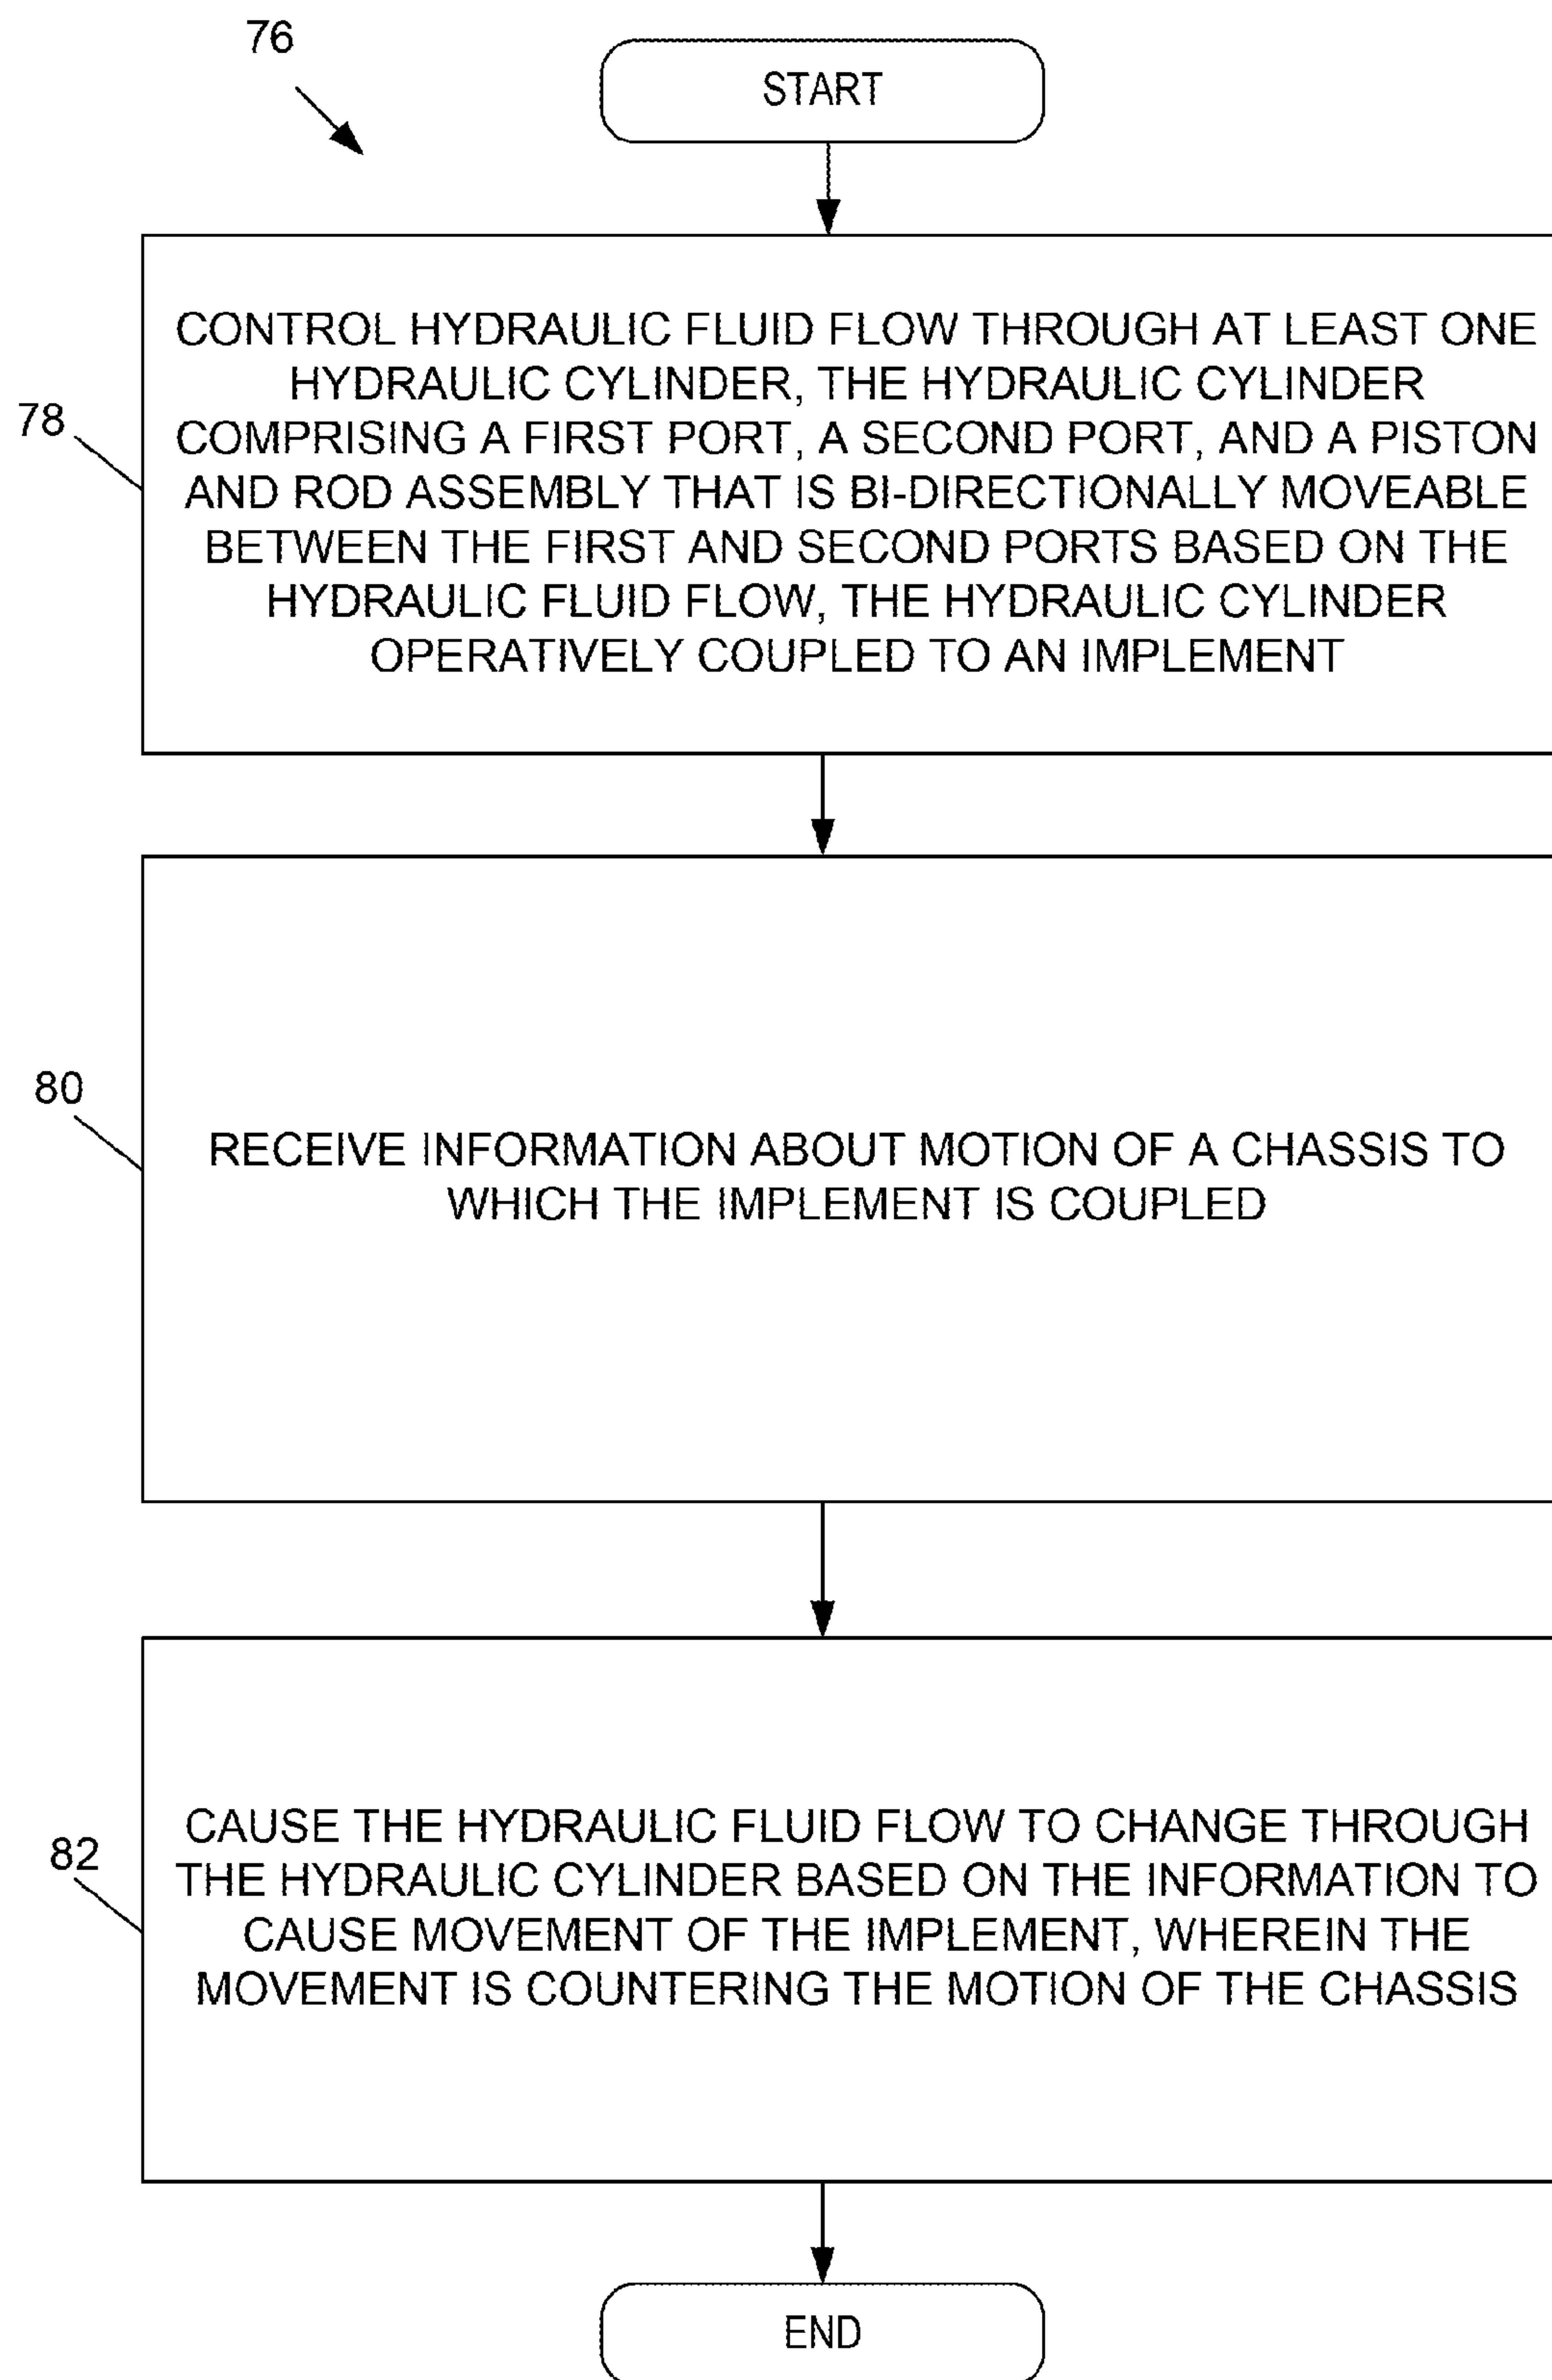 76
START
78
CONTROL HYDRAULIC FLUID FLOW THROUGH AT LEAST ONE
HYDRAULIC CYLINDER, THE HYDRAULIC CYLINDER
COMPRISING A FIRST PORT, A SECOND PORT, AND A PISTON
AND ROD ASSEMBLY THAT IS BI-DIRECTIONALLY MOVEABLE
BETWEEN THE FIRST AND SECOND PORTS BASED ON THE
HYDRAULIC FLUID FLOW, THE HYDRAULIC CYLINDER
OPERATIVELY COUPLED TO AN IMPLEMENT
80
RECEIVE INFORMATION ABOUT MOTION OF A CHASSIS TO
WHICH THE IMPLEMENT IS COUPLED
82
CAUSE THE HYDRAULIC FLUID FLOW TO CHANGE THROUGH
THE HYDRAULIC CYLINDER BASED ON THE INFORMATION TO
CAUSE MOVEMENT OF THE IMPLEMENT, WHEREIN THE
MOVEMENT IS COUNTERING THE MOTION OF THE CHASSIS
END